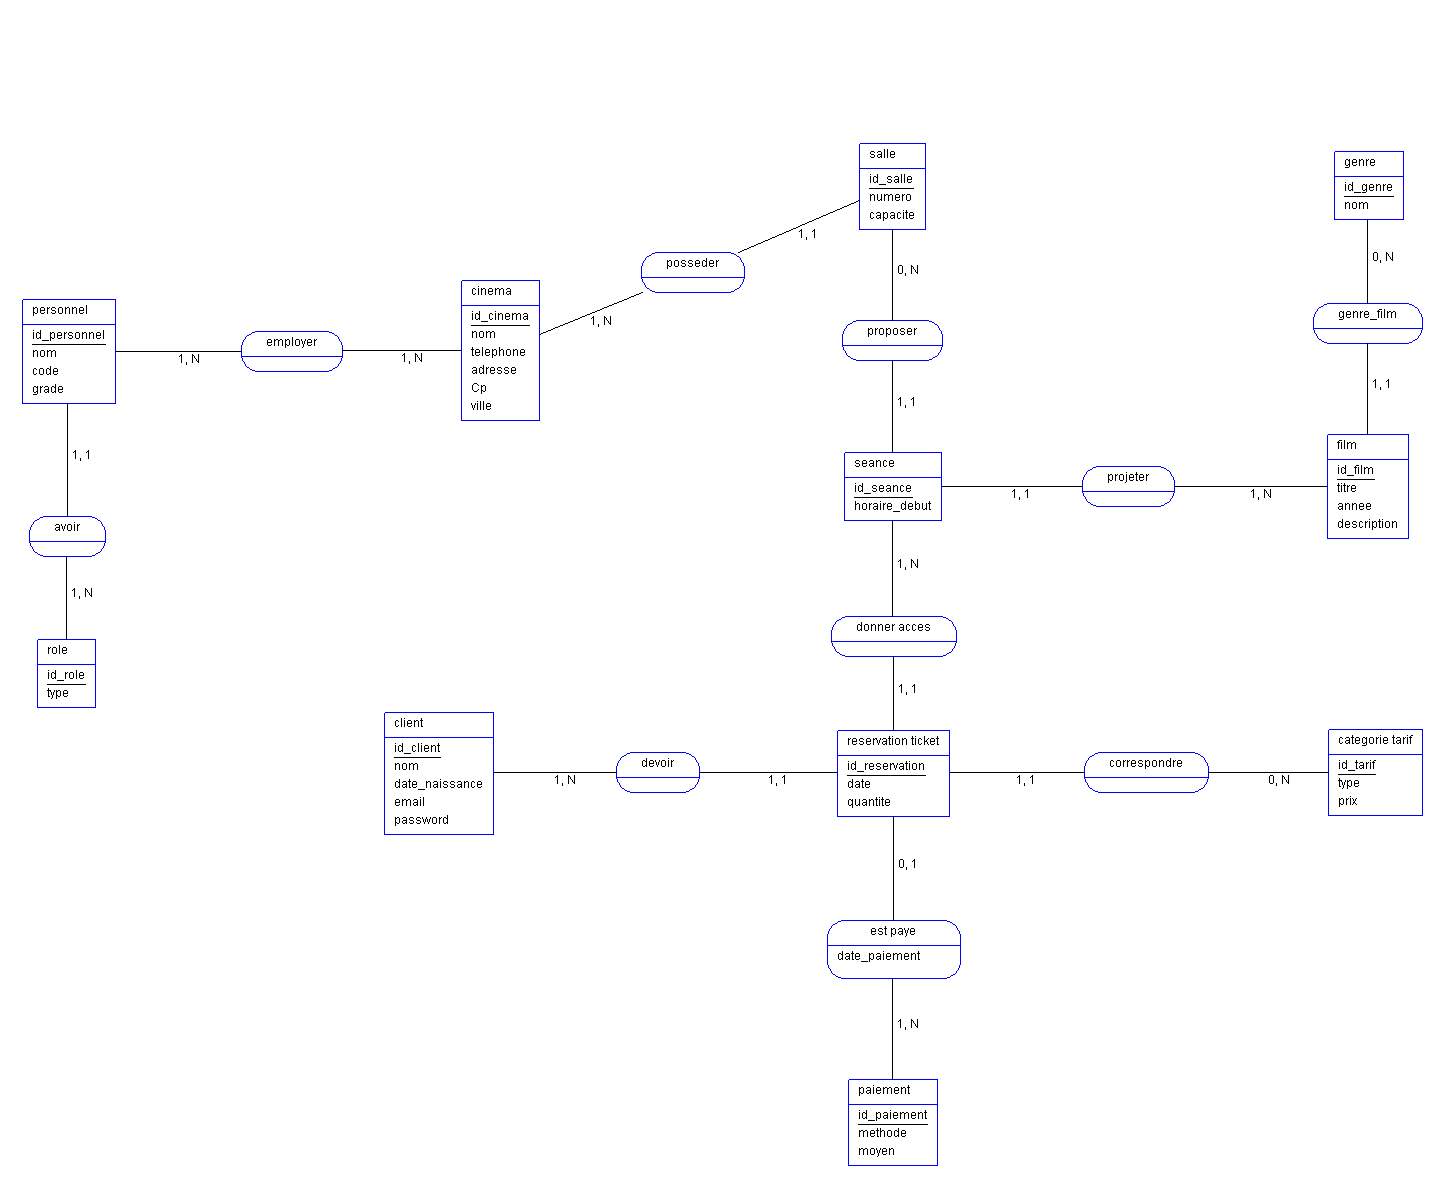 salle
id_salle
numero
capacite
genre
id_genre
nom
1, 1
posseder
0, N
0, N
1, N
cinema
id_cinema
nom
telephone
adresse
Cp
ville
personnel
id_personnel
nom
code
grade
employer
1, N
1, N
proposer
genre_film
1, 1
1, 1
1, 1
film
id_film
titre
annee
description
seance
id_seance
horaire_debut
1, 1
projeter
1, N
avoir
1, N
1, N
donner acces
role
id_role
type
1, 1
client
id_client
nom
date_naissance
email
password
1, N
devoir
1, 1
reservation ticket
id_reservation
date
quantite
1, 1
correspondre
0, N
categorie tarif
id_tarif
type
prix
0, 1
est paye
date_paiement
1, N
paiement
id_paiement
methode
moyen